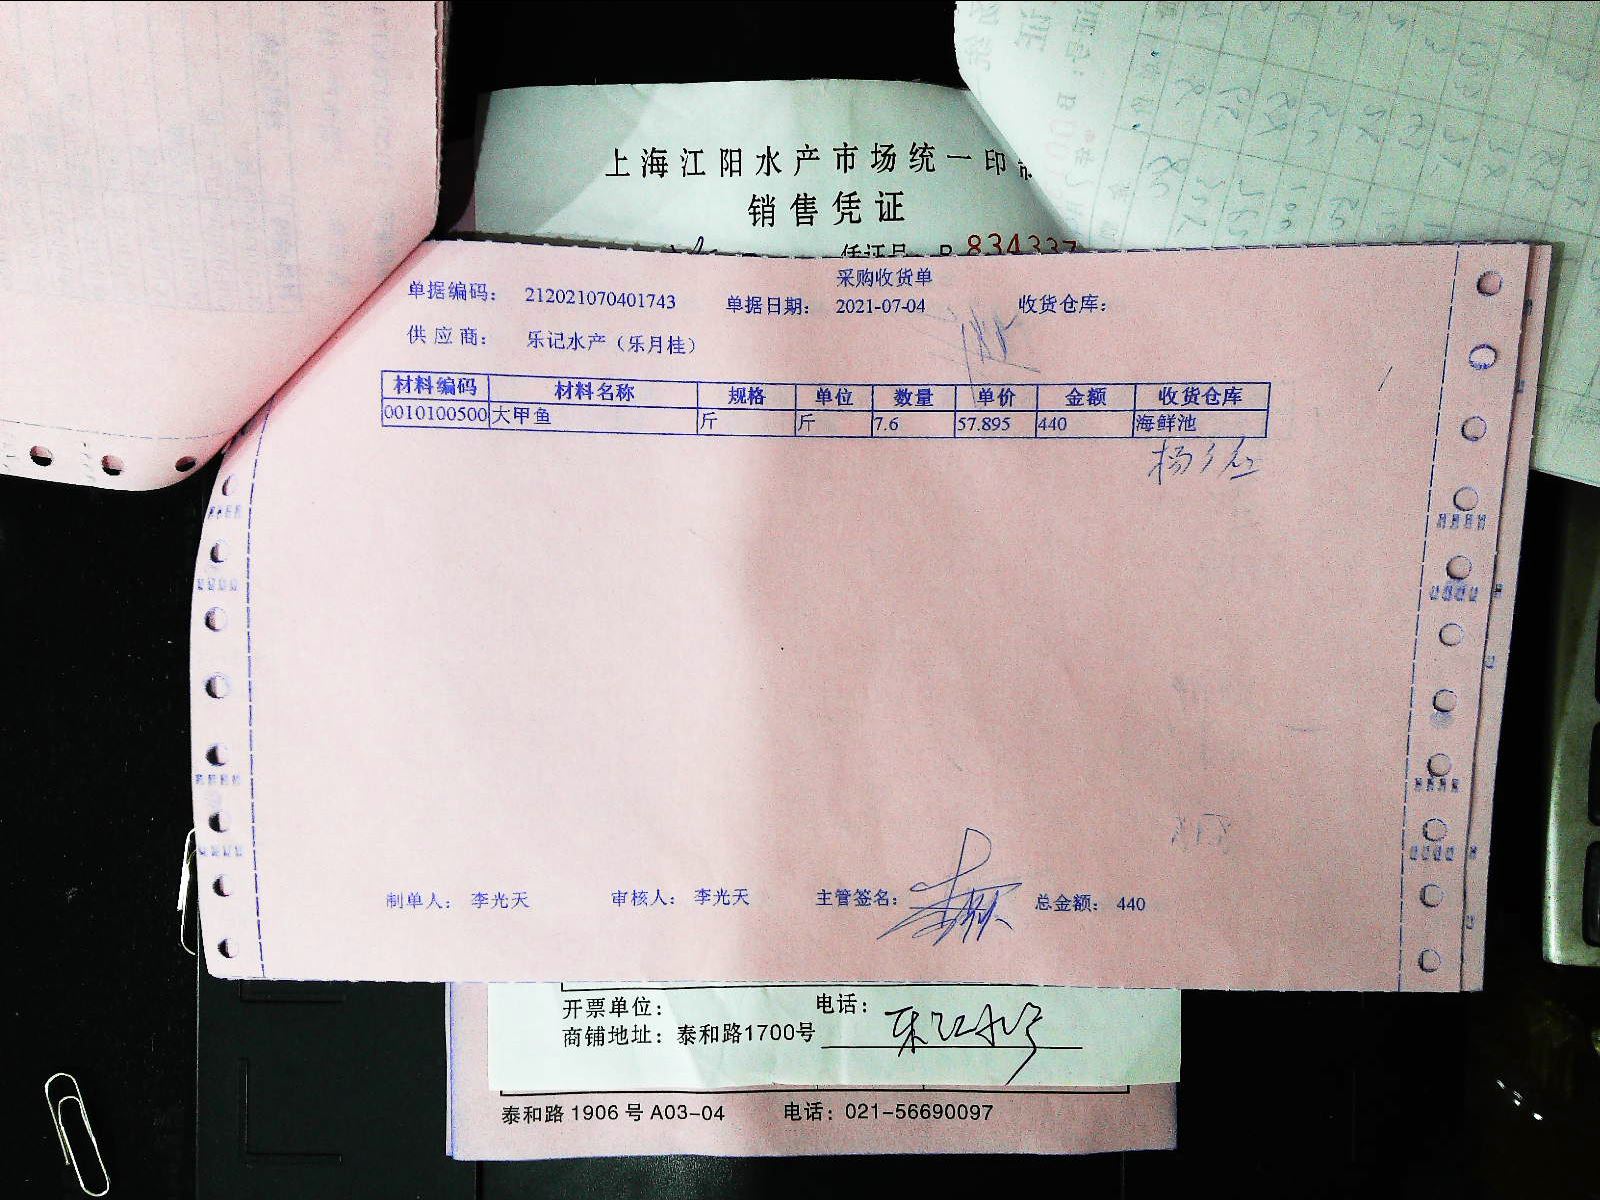 上海江阳水产市场统一印
销售凭证
凭证号 B 834337
采购收货单
单据编码： 212021070401743 单据日期： 2021-07-04 收货仓库：
供应商： 乐记水产（乐月桂）
材料编码 材料名称 规格 单位 数量 单价 金额 收货仓库
0010100500 大甲鱼 斤 斤 7.6 57.895 440 海鲜池
制单人： 李光天 审核人： 李光天 主管签名： 总金额： 440
开票单位： 电话：
商铺地址：泰和路1700号
泰和路 1906 号 A03-04 电话：021-56690097